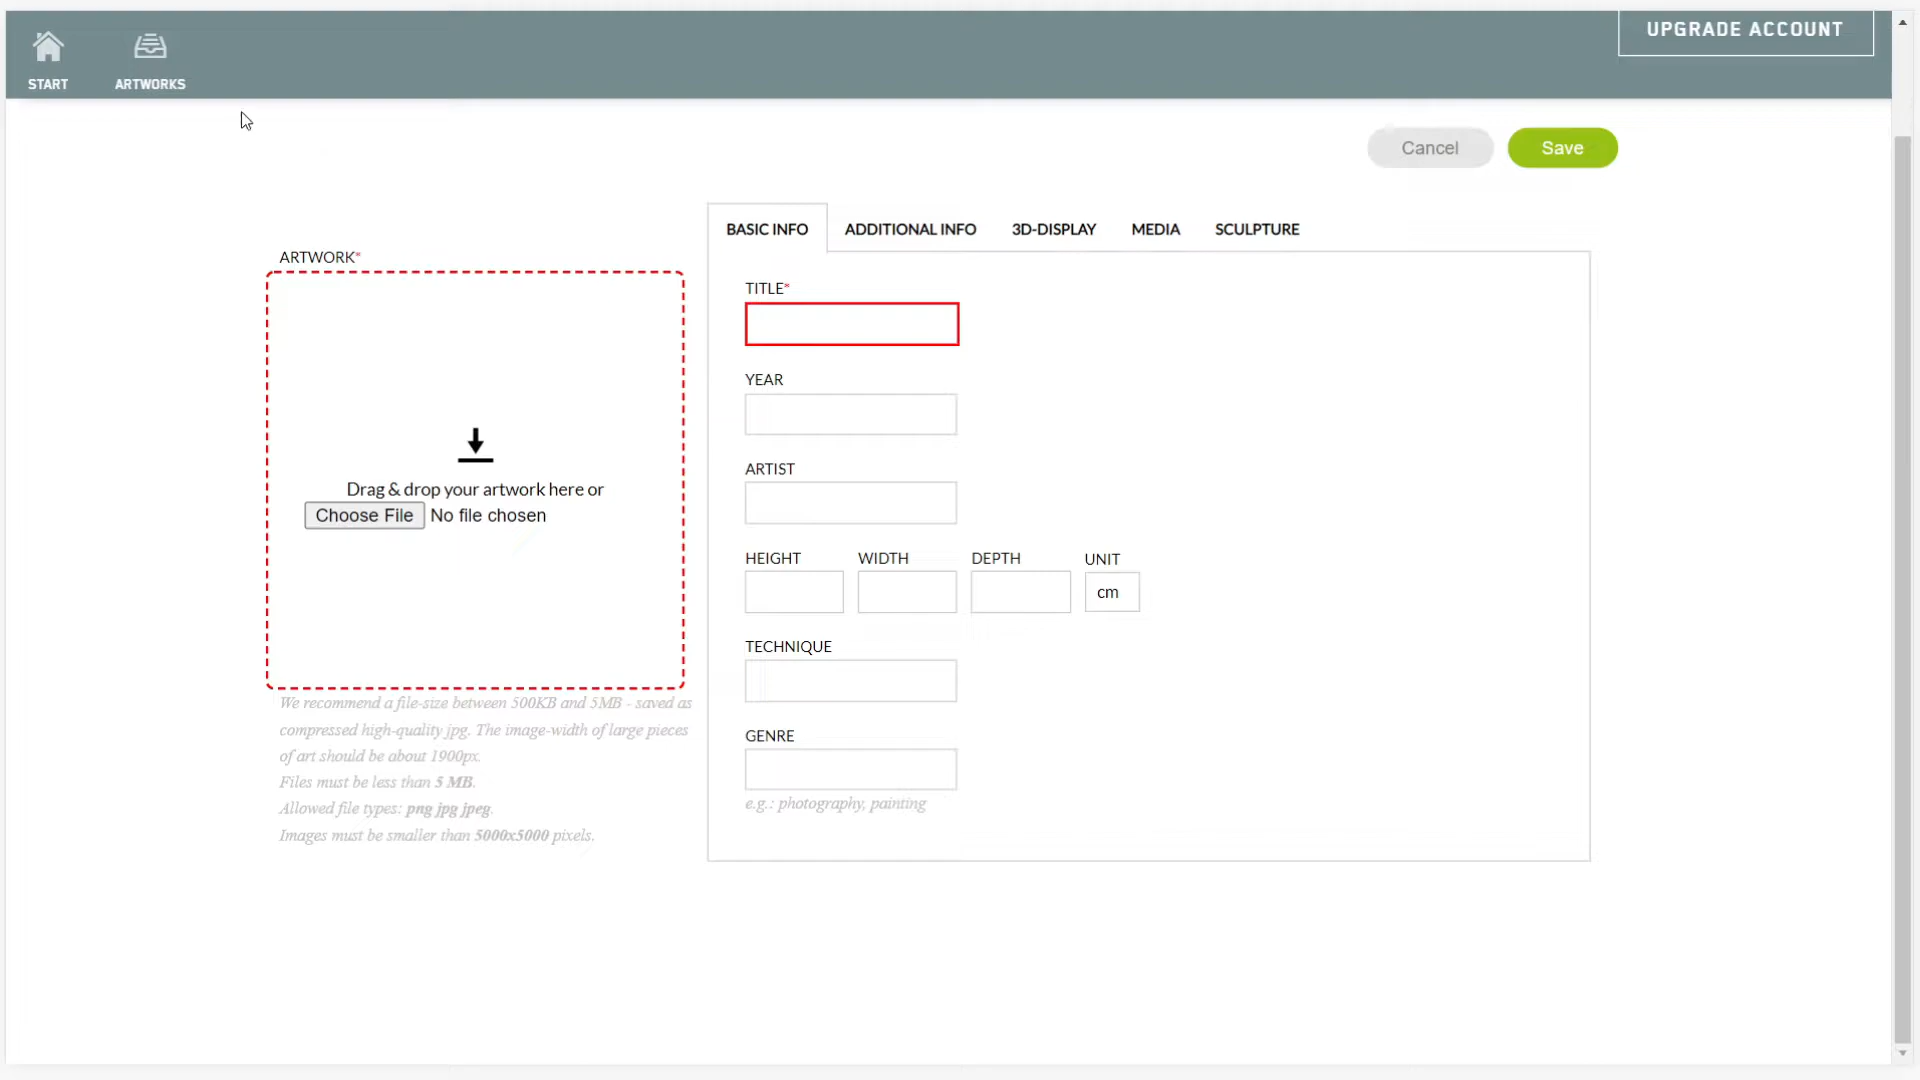 UPGRADE ACCOUNT
START
ARTWORKS
Cancel
Save
BASIC INFO
ADDITIONAL INFO
3D-DISPLAY
MEDIA
SCULPTURE
ARTWORK*
Drag & drop your artwork here or
Choose File No file chosen
We recommend a file-size between 500KB and 5MB - saved as
compressed high-quality jpg. The image-width of large pieces
of art should be about 1900px.
Files must be less than 5 MB.
Allowed file types: png jpg jpeg.
Images must be smaller than 5000x5000 pixels.
TITLE*
YEAR
ARTIST
HEIGHT
WIDTH
DEPTH
UNIT
cm
TECHNIQUE
GENRE
e.g.: photography, painting